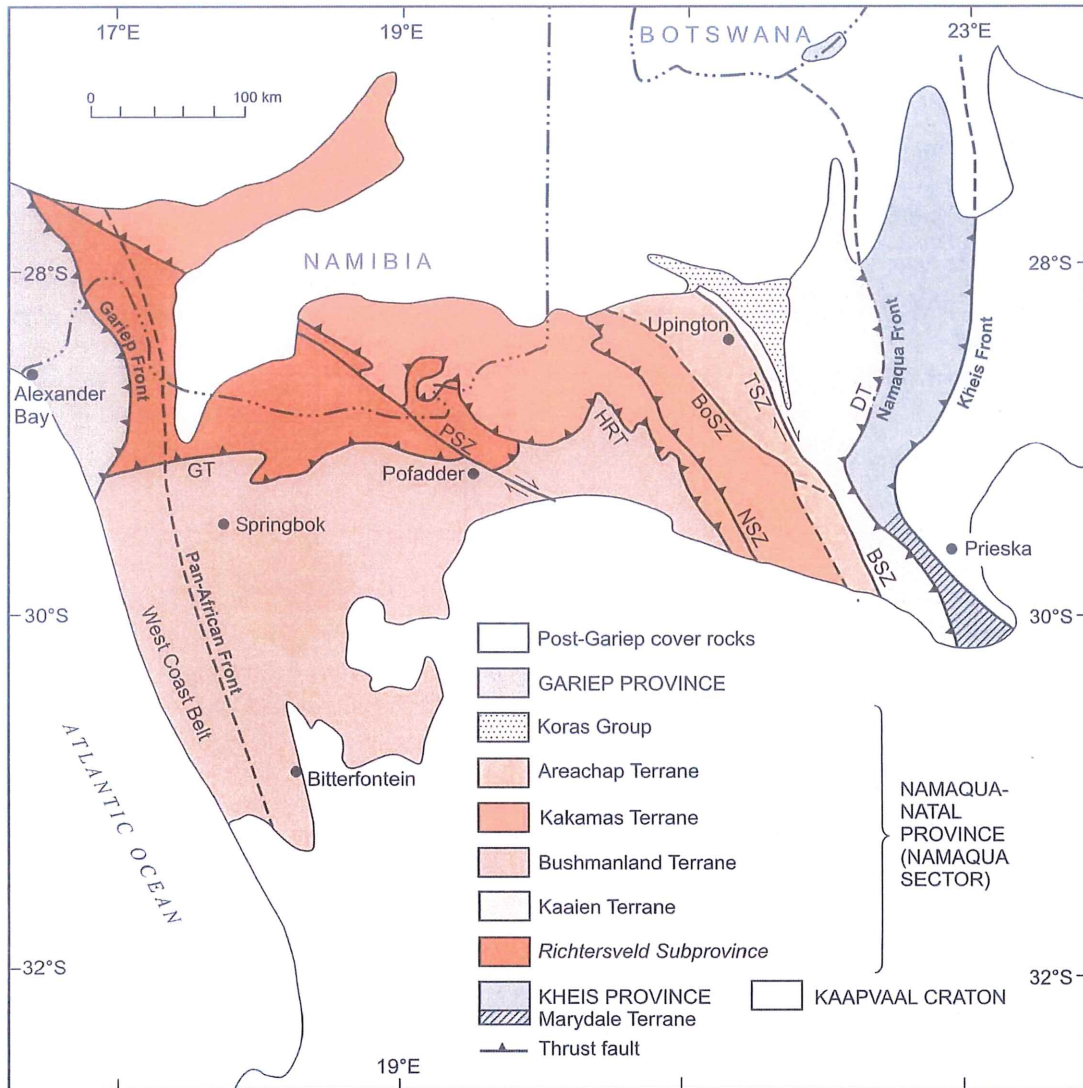 17°E
19°E
BOTSWANA
23°E
0
100 km
NAMIBIA
28°S
28°S
Gariep Front
Upington
Namaqua Front
Kheis Front
DT
Alexander
Bay
TSZ
BoSZ
HRT
PSZ
GT
Pofadder
Springbok
NSZ
BSZ
Prieska
30°S
30°S
Pan-African Front
West Coast Belt
Bitterfontein
ATLANTIC OCEAN
Post-Gariep cover rocks
GARIEP PROVINCE
Koras Group
Areachap Terrane
Kakamas Terrane
Bushmanland Terrane
Kaaien Terrane
Richtersveld Subprovince
NAMAQUA-
NATAL
PROVINCE
(NAMAQUA
SECTOR)
KHEIS PROVINCE
Marydale Terrane
KAAPVAAL CRATON
Thrust fault
32°S
32°S
19°E